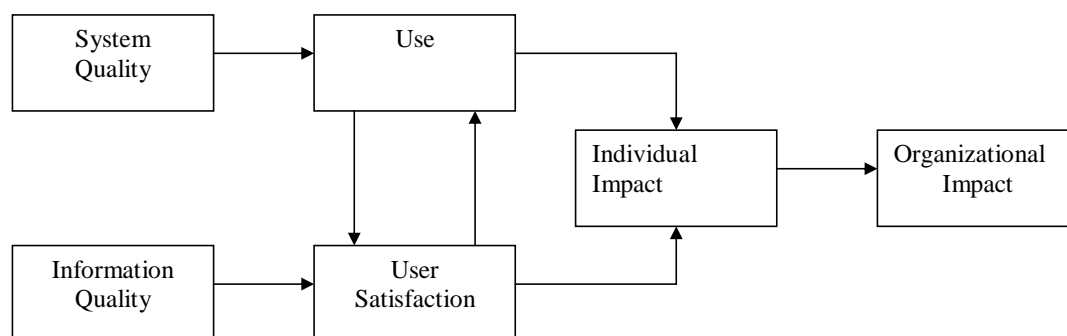 System
Quality
Use
Individual
Impact
Organizational
Impact
Information
Quality
User
Satisfaction